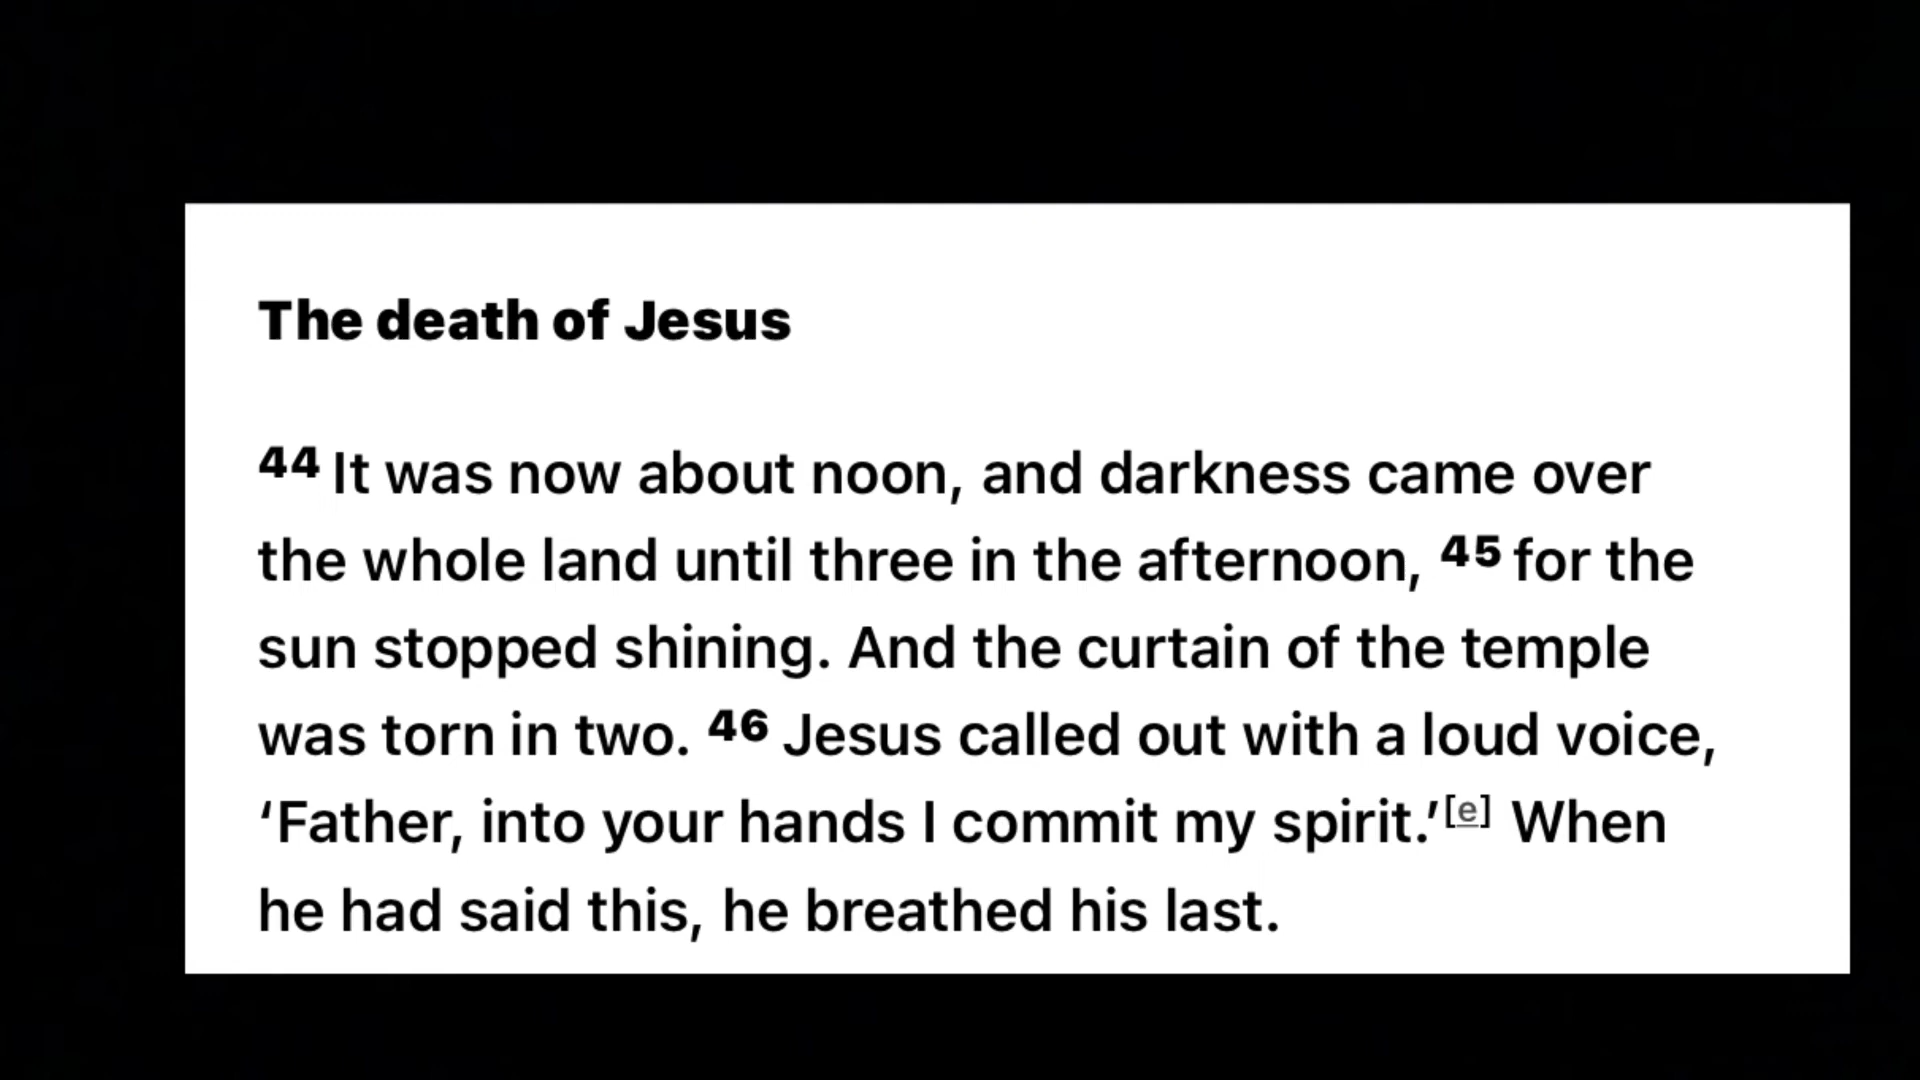 The death of Jesus
44 It was now about noon, and darkness came over
the whole land until three in the afternoon, 45 for the
sun stopped shining. And the curtain of the temple
was torn in two. 46 Jesus called out with a loud voice,
‘Father, into your hands I commit my spirit.’[e] When
he had said this, he breathed his last.